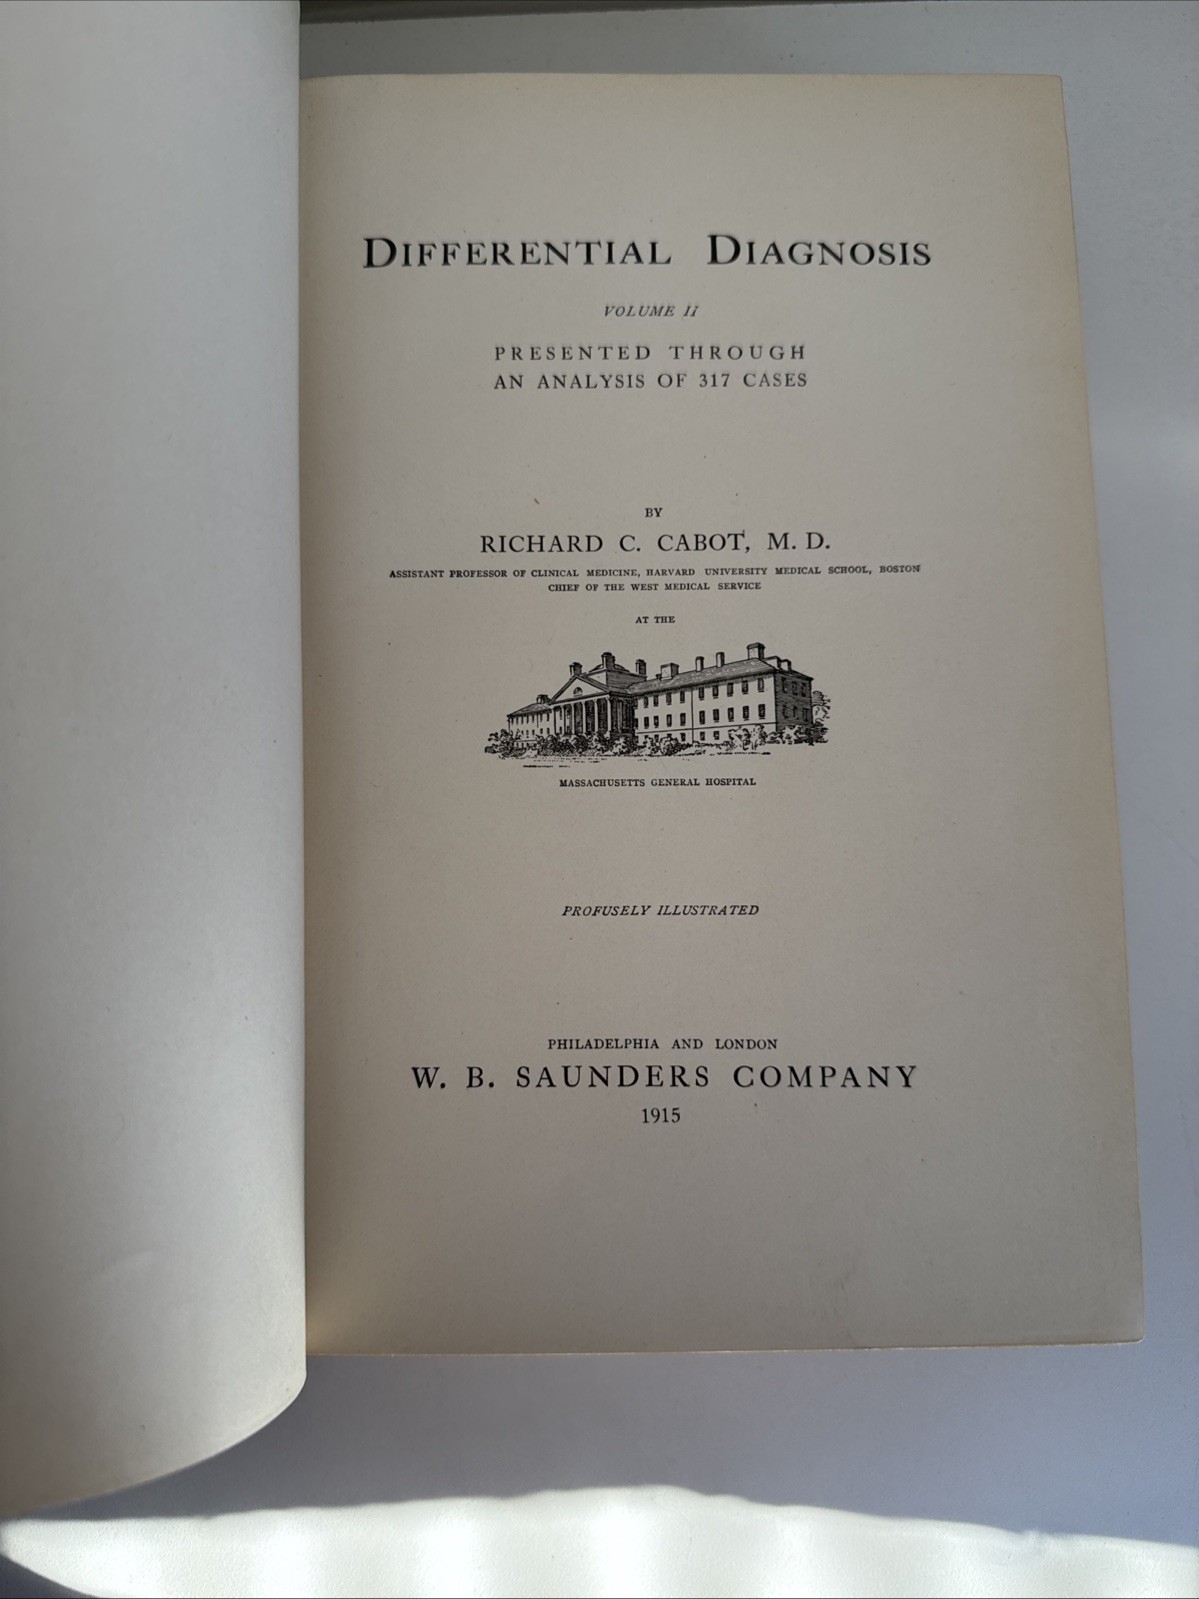 DIFFERENTIAL DIAGNOSIS
VOLUME II
PRESENTED THROUGH
AN ANALYSIS OF 317 CASES
BY
RICHARD C. CABOT, M. D.
ASSISTANT PROFESSOR OF CLINICAL MEDICINE, HARVARD UNIVERSITY MEDICAL SCHOOL, BOSTON
CHIEF OF THE WEST MEDICAL SERVICE
AT THE
MASSACHUSETTS GENERAL HOSPITAL
PROFUSELY ILLUSTRATED
PHILADELPHIA AND LONDON
W. B. SAUNDERS COMPANY
1915